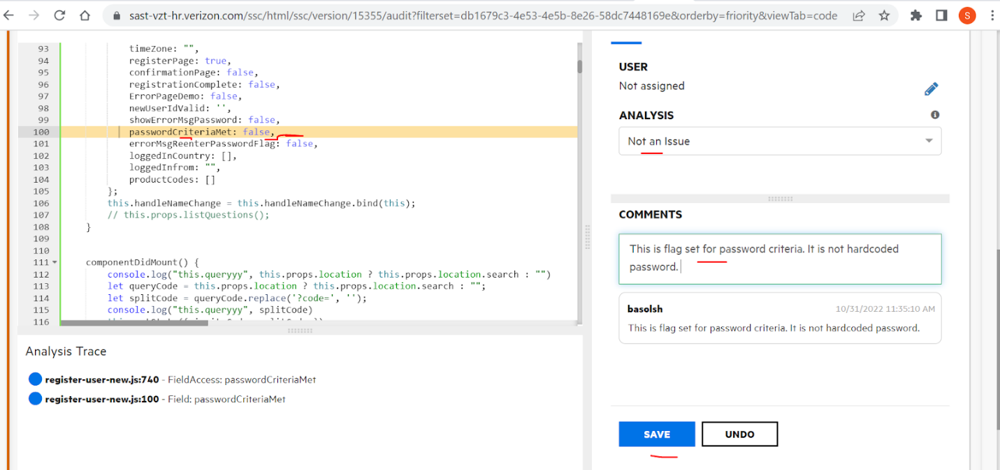 sast-vzt-hr.verizon.com/ssc/html/ssc/version/15355/audit?filterset=db1679c3-4e53-4e5b-8e26-58dc7448169e&orderby=friority&viewTab=code
S
93 timeZone: "",
94 registerPage: true,
95 confirmationPage: false,
96 registrationComplete: false,
97 ErrorPageDemo: false,
98 newUserIdValid: '',
99 showErrorMsgPassword: false,
100 passwordCriteriaMet: false,
101 errorMsgReenterPasswordFlag: false,
102 loggedInCountry: [],
103 loggedInfrom: "",
104 productCodes: []
105 };
106 this.handleNameChange = this.handleNameChange.bind(this);
107 // this.props.listQuestions();
108 }
109
110
111 componentDidMount() {
112 console.log("this.queryyy", this.props.location ? this.props.location.search : "")
113 let queryCode = this.props.location ? this.props.location.search : "";
114 let splitCode = queryCode.replace('?code=', '');
115 console.log("this.queryyy", splitCode)
116
Analysis Trace
register-user-new.js:740 - FieldAccess: passwordCriteriaMet
register-user-new.js:100 - Field: passwordCriteriaMet
USER
Not assigned
ANALYSIS
Not an Issue
COMMENTS
This is flag set for password criteria. It is not hardcoded
password.
basolsh 10/31/2022 11:35:10 AM
This is flag set for password criteria. It is not hardcoded password.
SAVE UNDO